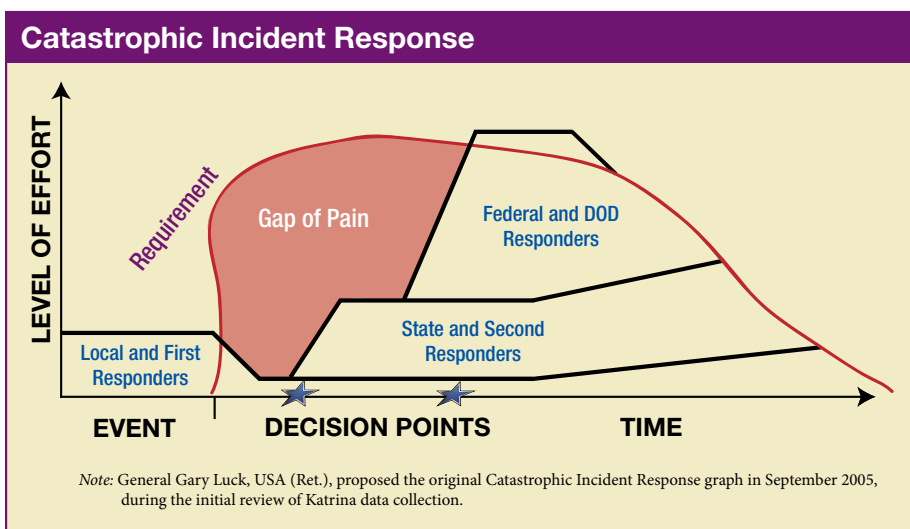 Catastrophic Incident Response
LEVEL OF EFFORT
Requirement
Gap of Pain
Federal and DOD
Responders
State and Second
Responders
Local and First
Responders
EVENT
DECISION POINTS
TIME
Note: General Gary Luck, USA (Ret.), proposed the original Catastrophic Incident Response graph in September 2005,
during the initial review of Katrina data collection.